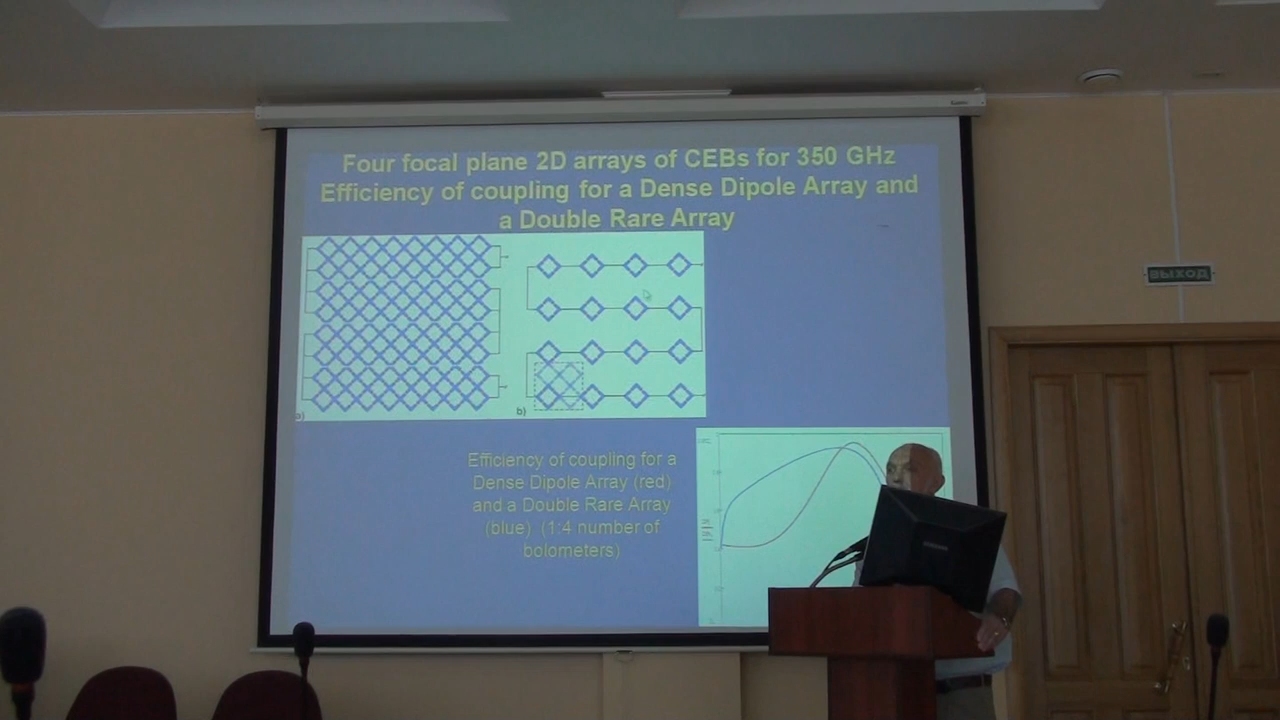 Four focal plane 2D arrays of CEBs for 350 GHz
Efficiency of coupling for a Dense Dipole Array and
a Double Rare Array
a)
b)
Efficiency of coupling for a
Dense Dipole Array (red)
and a Double Rare Array
(blue) (1:4 number of
bolometers)
ВЫХОД